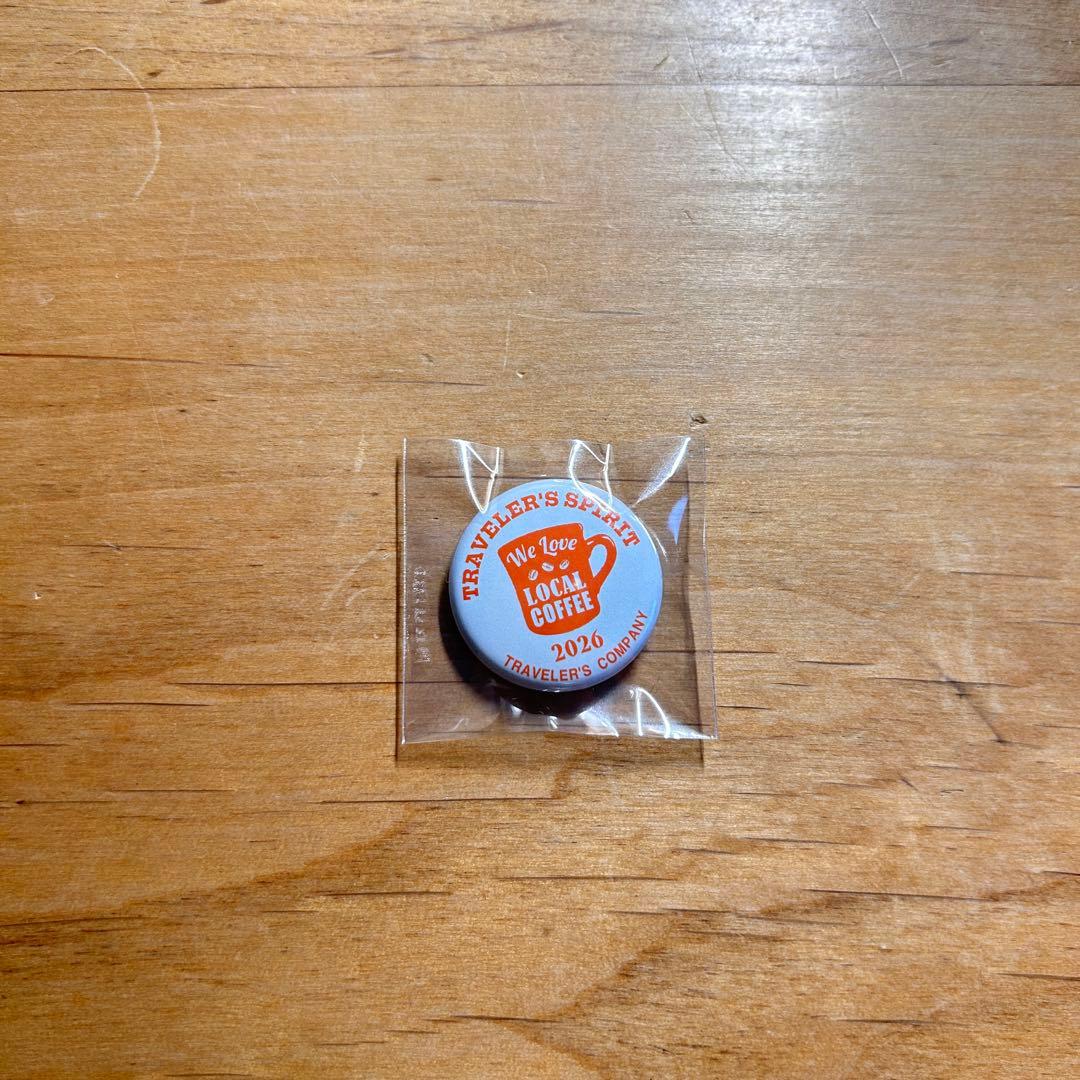 TRAVELER'S SPIRIT
We Love
LOCAL
COFFEE
2026
TRAVELER'S COMPANY